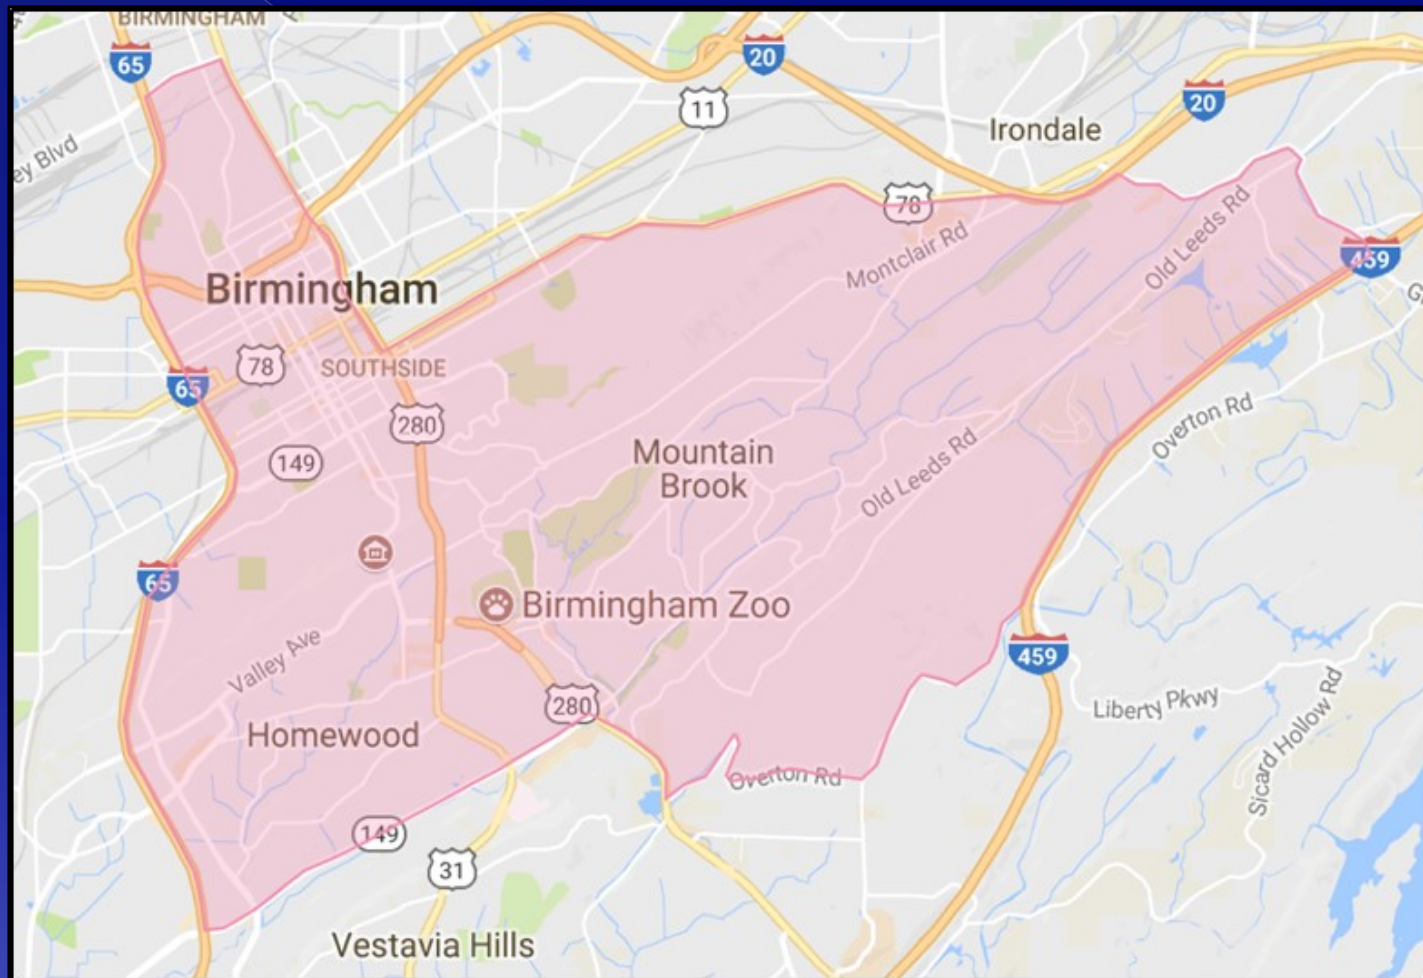 BIRMINGHAM
65
20
20
11
Irondale
ey Blvd
78
Montclair Rd
Old Leeds Rd
459
Birmingham
78
SOUTHSIDE
65
280
149
Overton Rd
Mountain
Brook
Old Leeds Rd
65
Birmingham Zoo
Valley Ave
459
280
Liberty Pkwy
Sicard Hollow Rd
Homewood
Overton Rd
149
31
Vestavia Hills